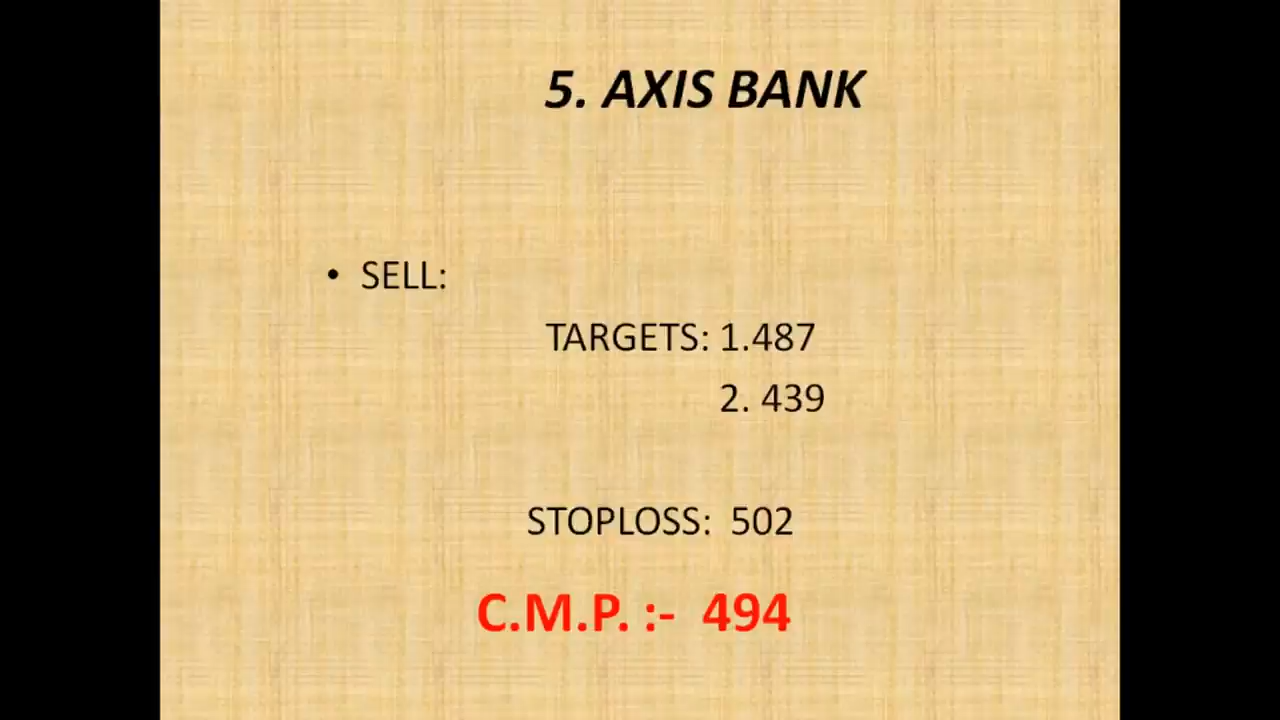 5. AXIS BANK
• SELL:
TARGETS: 1.487
2. 439
STOPLOSS: 502
C.M.P. :- 494